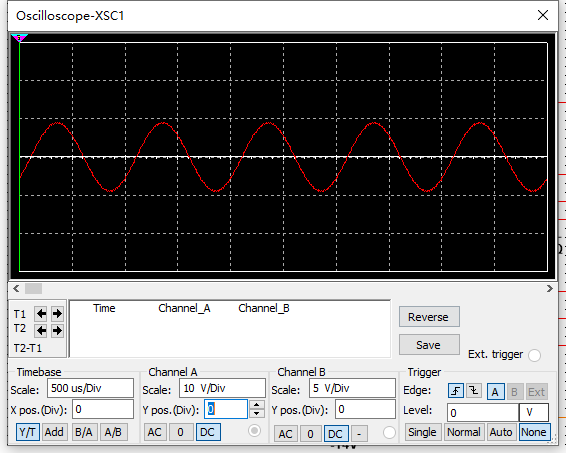 Oscilloscope-XSC1
Time Channel_A Channel_B
T1
T2
T2-T1
Reverse
Save
Ext. trigger
Timebase Channel A Channel B Trigger
Scale: 500 us/Div Scale: 10 V/Div Scale: 5 V/Div Edge: A B Ext
X pos.(Div): 0 Y pos.(Div): 0 Y pos.(Div): 0 Level: 0 V
Y/T Add B/A A/B AC 0 DC AC 0 DC - Single Normal Auto None